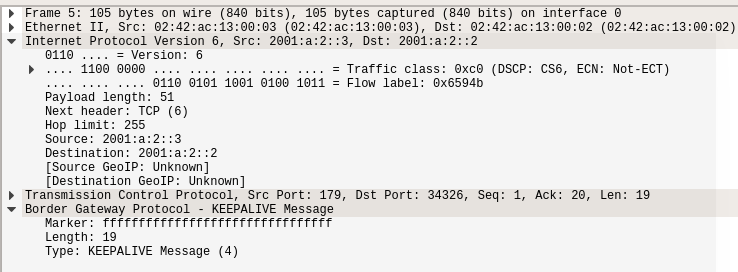 Frame 5: 105 bytes on wire (840 bits), 105 bytes captured (840 bits) on interface 0
Ethernet II, Src: 02:42:ac:13:00:03 (02:42:ac:13:00:03), Dst: 02:42:ac:13:00:02 (02:42:ac:13:00:02)
Internet Protocol Version 6, Src: 2001:a:2::3, Dst: 2001:a:2::2
0110 .... = Version: 6
.... 1100 0000 .... .... .... .... .... = Traffic class: 0xc0 (DSCP: CS6, ECN: Not-ECT)
.... .... .... 0110 0101 1001 0100 1011 = Flow label: 0x6594b
Payload length: 51
Next header: TCP (6)
Hop limit: 255
Source: 2001:a:2::3
Destination: 2001:a:2::2
[Source GeoIP: Unknown]
[Destination GeoIP: Unknown]
Transmission Control Protocol, Src Port: 179, Dst Port: 34326, Seq: 1, Ack: 20, Len: 19
Border Gateway Protocol - KEEPALIVE Message
Marker: ffffffffffffffffffffffffffffffff
Length: 19
Type: KEEPALIVE Message (4)